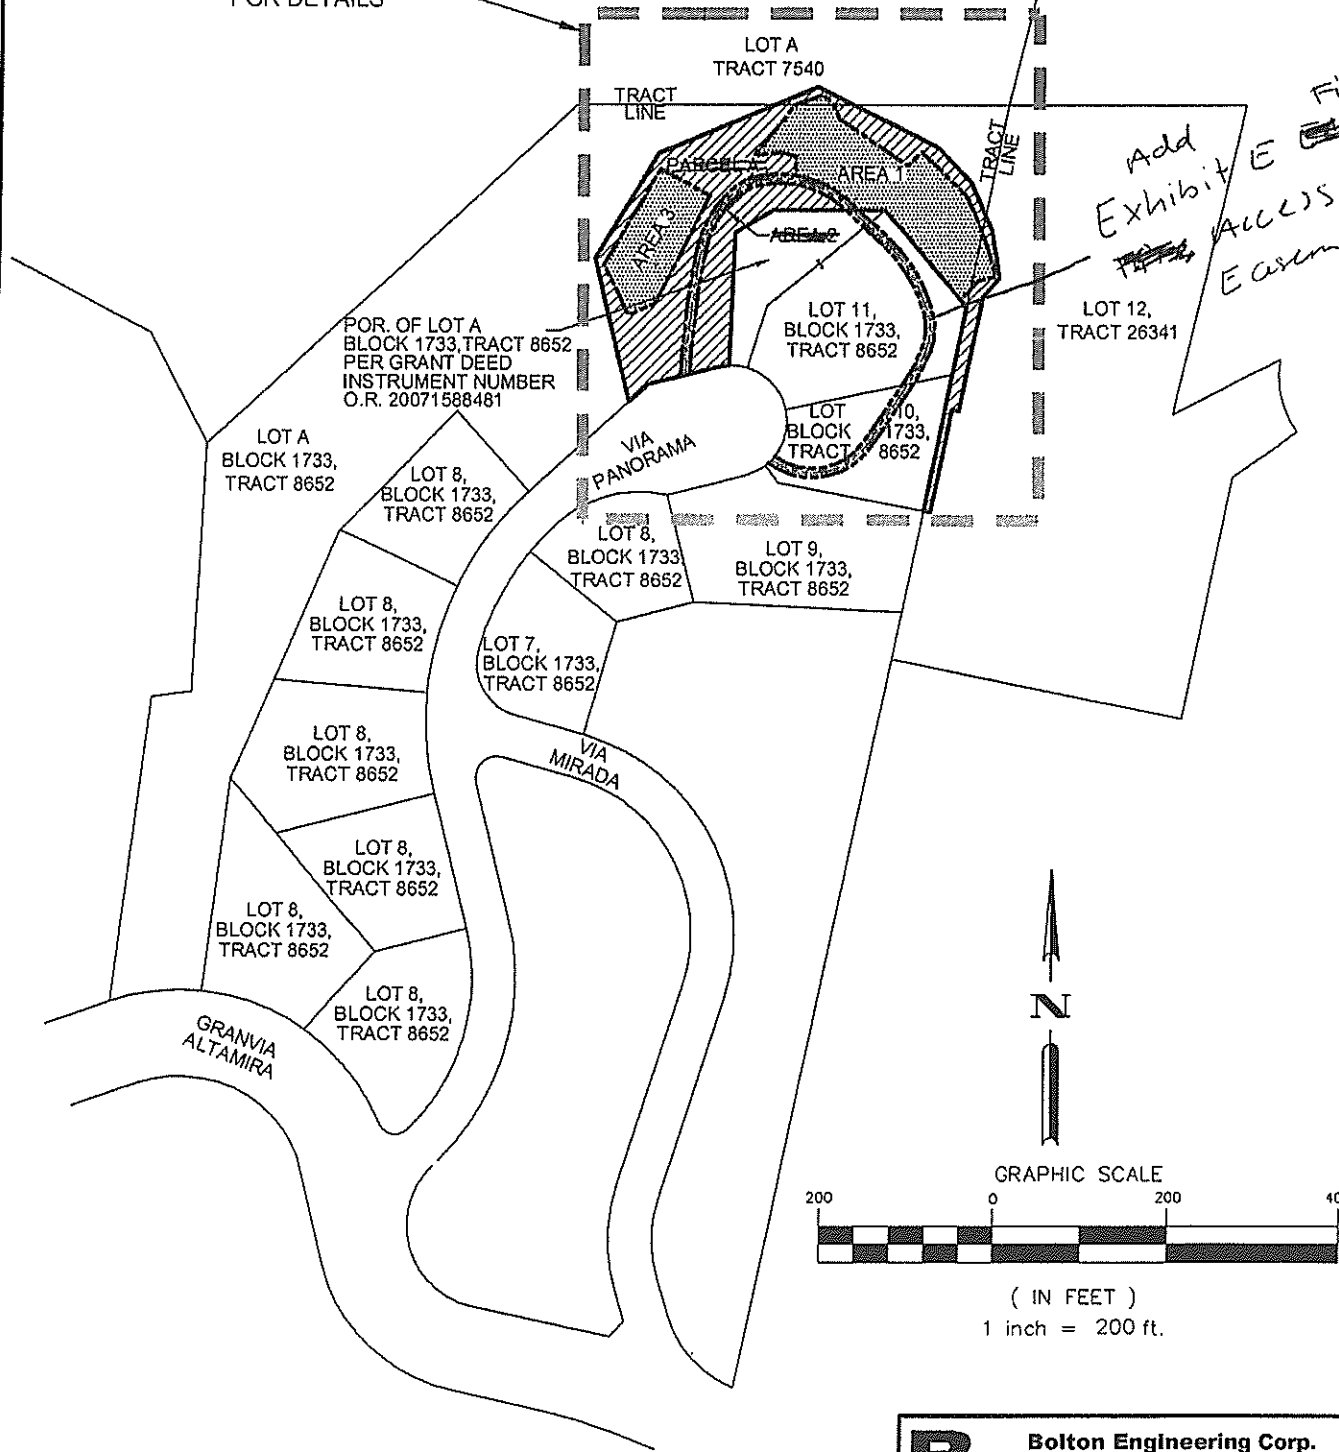 FOR DETAILS
LOT A
TRACT 7540
TRACT
LINE
TRACT
LINE
Add
Exhibit E
Access
PARCEL A
AREA 1
AREA 3
AREA 2
LOT 11,
BLOCK 1733,
TRACT 8652
LOT 12,
TRACT 26341
POR. OF LOT A
BLOCK 1733, TRACT 8652
PER GRANT DEED
INSTRUMENT NUMBER
O.R. 20071588481
LOT 10,
BLOCK 1733,
TRACT 8652
VIA
PANORAMA
LOT A
BLOCK 1733,
TRACT 8652
LOT 8,
BLOCK 1733,
TRACT 8652
LOT 8,
BLOCK 1733,
TRACT 8652
LOT 9,
BLOCK 1733,
TRACT 8652
LOT 8,
BLOCK 1733,
TRACT 8652
LOT 7,
BLOCK 1733,
TRACT 8652
LOT 8,
BLOCK 1733,
TRACT 8652
VIA
MIRADA
LOT 8,
BLOCK 1733,
TRACT 8652
LOT 8,
BLOCK 1733,
TRACT 8652
LOT 8,
BLOCK 1733,
TRACT 8652
GRANVIA
ALTAMIRA
N
GRAPHIC SCALE
200 0 200
( IN FEET )
1 inch = 200 ft.
Bolton Engineering Corp.